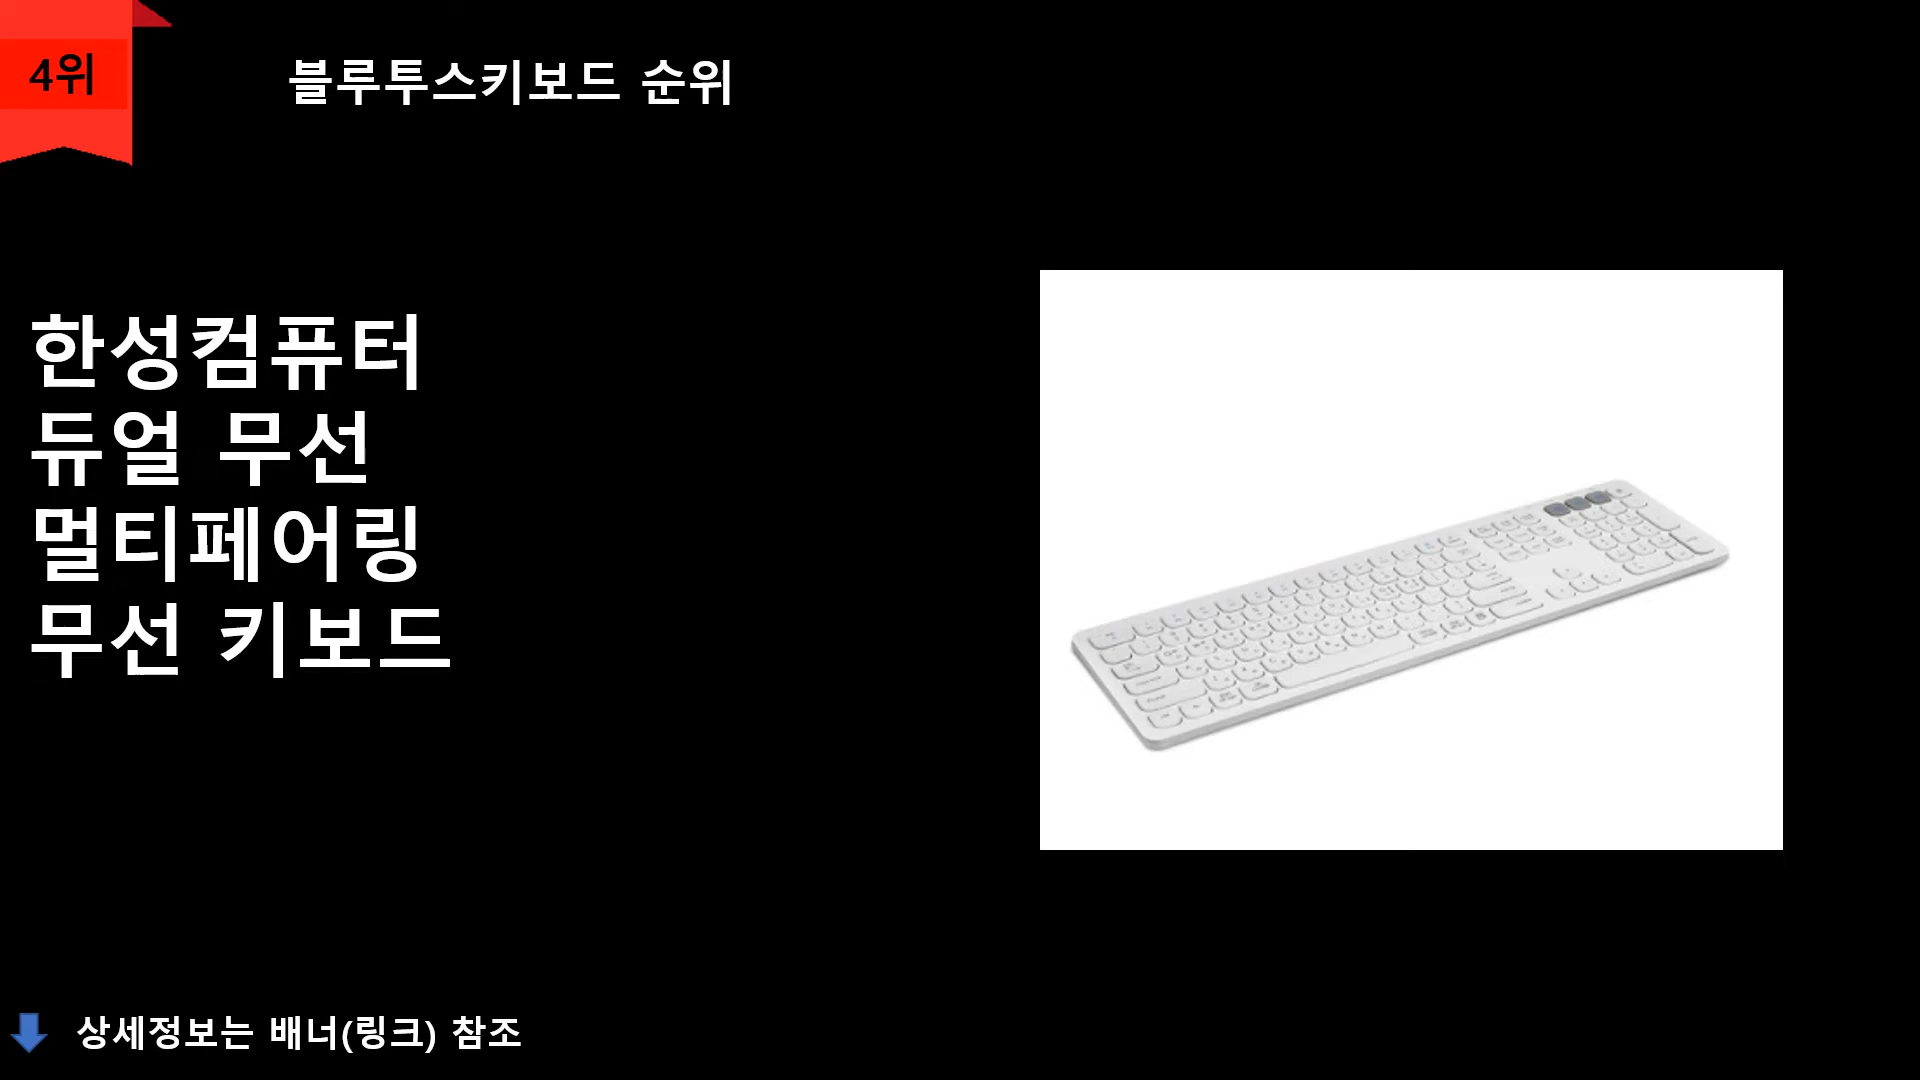 4위
블루투스키보드 순위
한성컴퓨터
듀얼 무선
멀티페어링
무선 키보드
상세정보는 배너(링크) 참조